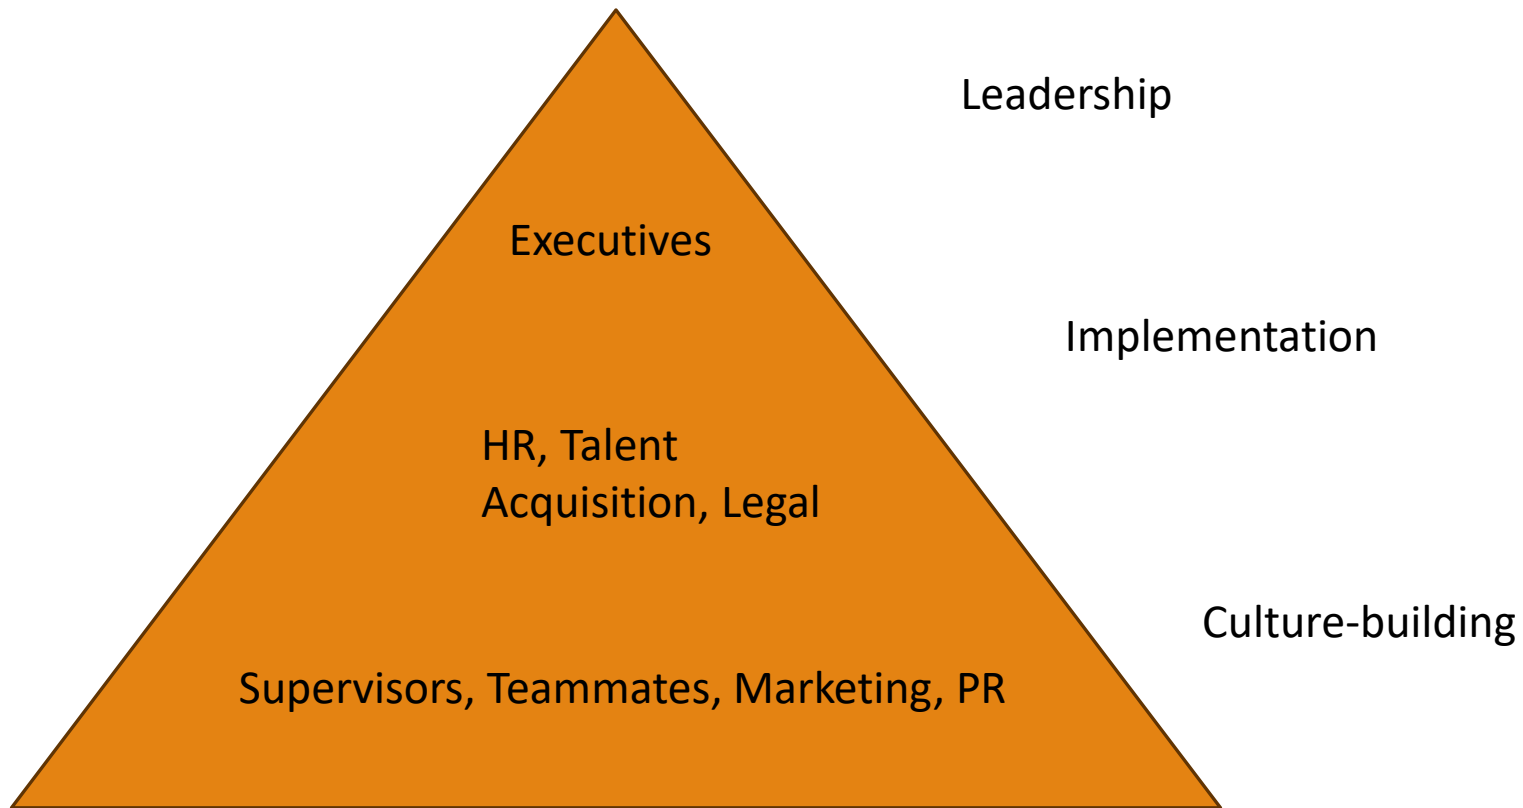 Leadership
Executives
Implementation
HR, Talent
Acquisition, Legal
Culture-building
Supervisors, Teammates, Marketing, PR